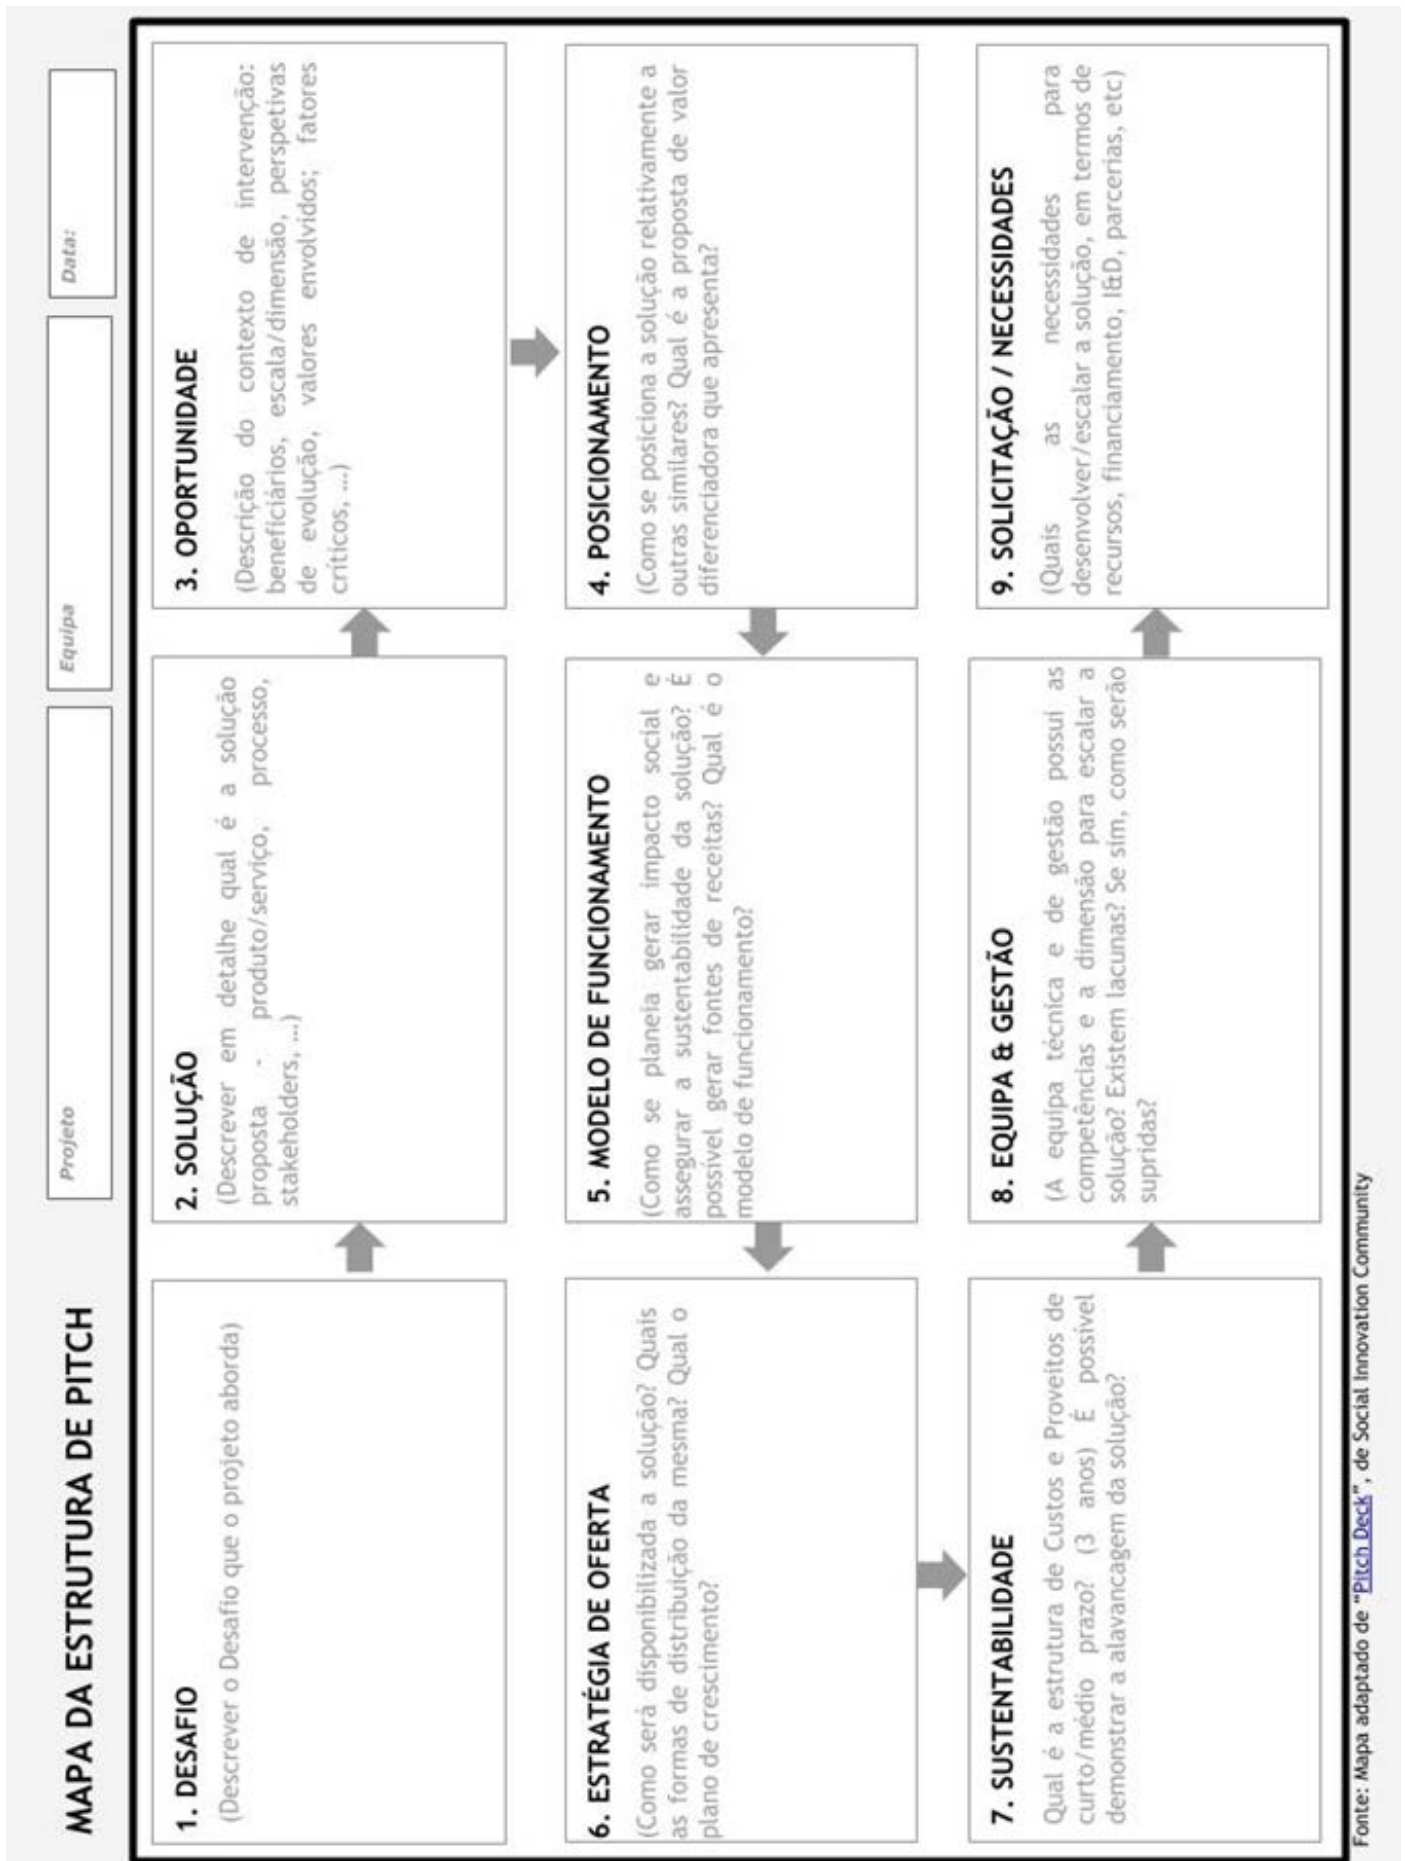 MAPA DA ESTRUTURA DE PITCH
Projeto
Equipa
Data:
1. DESAFIO
(Descrever o Desafio que o projeto aborda)
2. SOLUÇÃO
(Descrever em detalhe qual é a solução
proposta - produto/serviço, processo,
stakeholders, ...)
3. OPORTUNIDADE
(Descrição do contexto de intervenção:
beneficiários, escala/dimensão, perspetivas
de evolução, valores envolvidos; fatores
críticos, ...)
4. POSICIONAMENTO
(Como se posiciona a solução relativamente a
outras similares? Qual é a proposta de valor
diferenciadora que apresenta?
5. MODELO DE FUNCIONAMENTO
(Como se planeia gerar impacto social e
assegurar a sustentabilidade da solução? É
possível gerar fontes de receitas? Qual é o
modelo de funcionamento?
6. ESTRATÉGIA DE OFERTA
(Como será disponibilizada a solução? Quais
as formas de distribuição da mesma? Qual o
plano de crescimento?
7. SUSTENTABILIDADE
Qual é a estrutura de Custos e Proveitos de
curto/médio prazo? (3 anos) É possível
demonstrar a alavancagem da solução?
8. EQUIPA & GESTÃO
(A equipa técnica e de gestão possui as
competências e a dimensão para escalar a
solução? Existem lacunas? Se sim, como serão
supridas?
9. SOLICITAÇÃO / NECESSIDADES
(Quais as necessidades para
desenvolver/escalar a solução, em termos de
recursos, financiamento, I&D, parcerias, etc)
Fonte: Mapa adaptado de "Pitch Deck", de Social Innovation Community